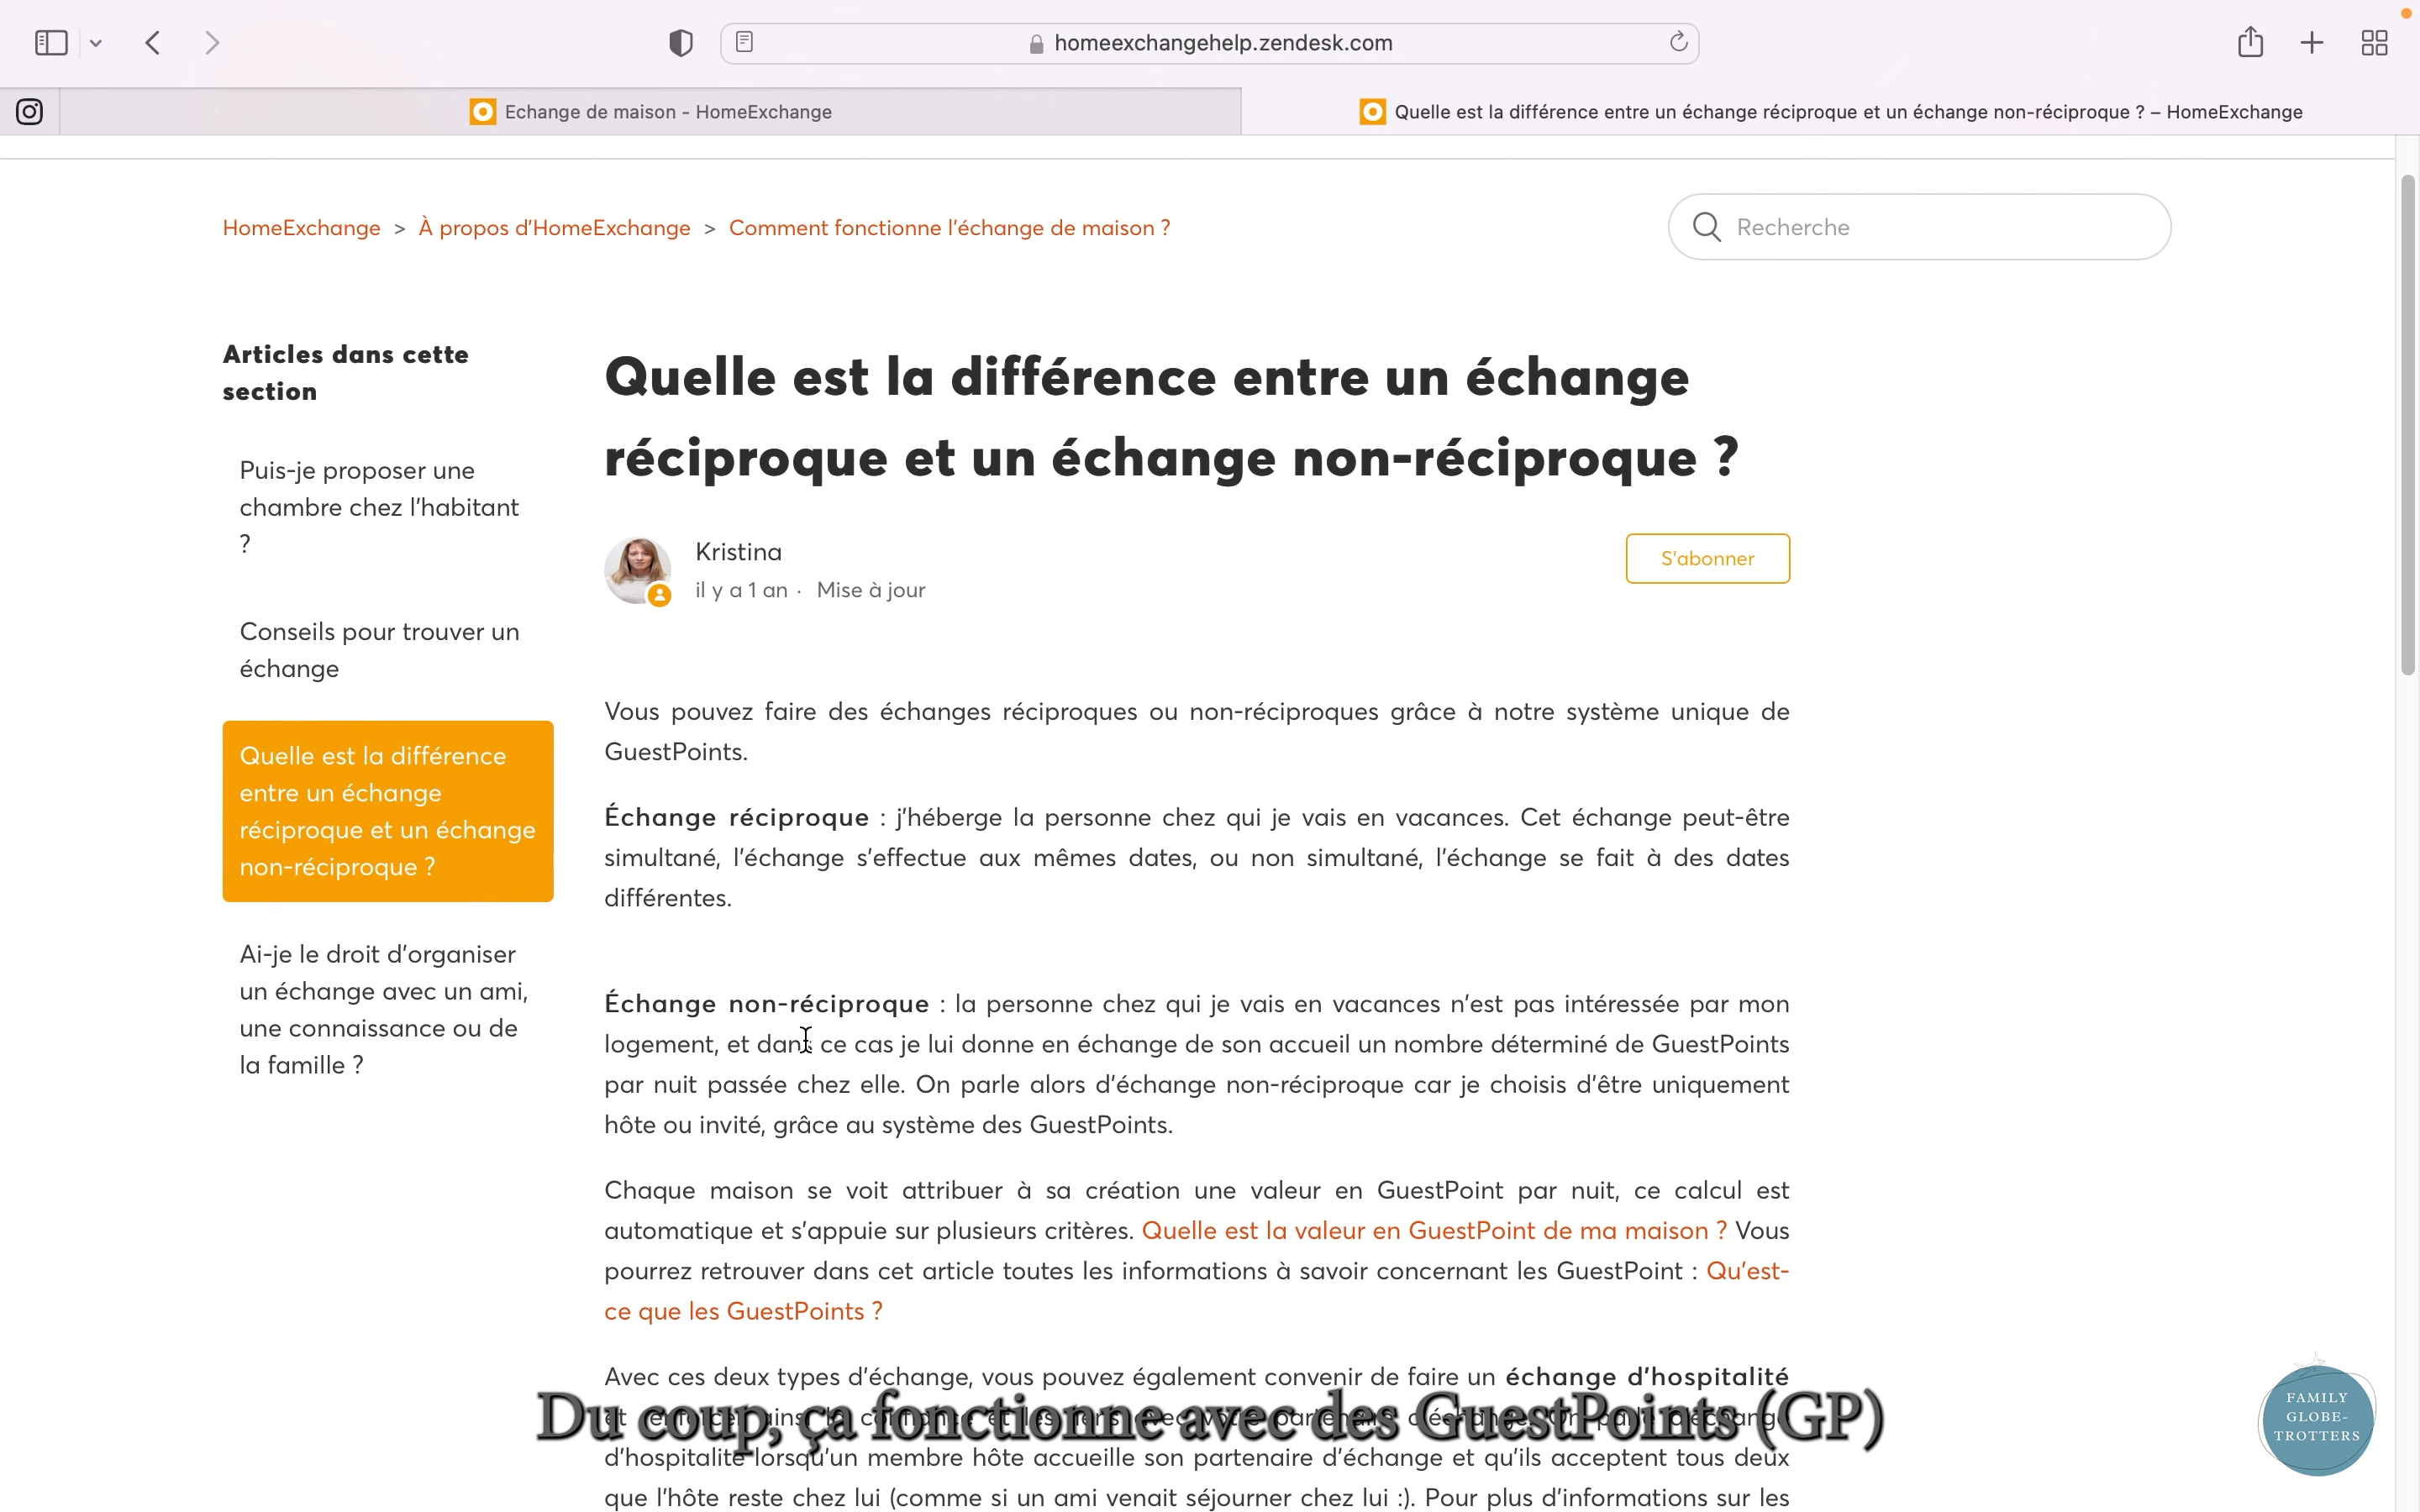 homeexchangehelp.zendesk.com
Echange de maison - HomeExchange
Quelle est la différence entre un échange réciproque et un échange non-réciproque ? – HomeExchange
HomeExchange > À propos d'HomeExchange > Comment fonctionne l'échange de maison ?
Recherche
Articles dans cette
section
Puis-je proposer une
chambre chez l'habitant
?
Conseils pour trouver un
échange
Quelle est la différence
entre un échange
réciproque et un échange
non-réciproque ?
Ai-je le droit d'organiser
un échange avec un ami,
une connaissance ou de
la famille ?
Quelle est la différence entre un échange
réciproque et un échange non-réciproque ?
Kristina
il y a 1 an · Mise à jour
S'abonner
Vous pouvez faire des échanges réciproques ou non-réciproques grâce à notre système unique de
GuestPoints.
Échange réciproque : j'héberge la personne chez qui je vais en vacances. Cet échange peut-être
simultané, l'échange s'effectue aux mêmes dates, ou non simultané, l'échange se fait à des dates
différentes.
Échange non-réciproque : la personne chez qui je vais en vacances n'est pas intéressée par mon
logement, et dans ce cas je lui donne en échange de son accueil un nombre déterminé de GuestPoints
par nuit passée chez elle. On parle alors d'échange non-réciproque car je choisis d'être uniquement
hôte ou invité, grâce au système des GuestPoints.
Chaque maison se voit attribuer à sa création une valeur en GuestPoint par nuit, ce calcul est
automatique et s'appuie sur plusieurs critères. Quelle est la valeur en GuestPoint de ma maison ? Vous
pourrez retrouver dans cet article toutes les informations à savoir concernant les GuestPoint : Qu'est-
ce que les GuestPoints ?
Avec ces deux types d'échange, vous pouvez également convenir de faire un échange d'hospitalité
Du coup, ça fonctionne avec des GuestPoints (GP)
d'hospitalité lorsqu'un membre hôte accueille son partenaire d'échange et qu'ils acceptent tous deux
que l'hôte reste chez lui (comme si un ami venait séjourner chez lui :). Pour plus d'informations sur les
FAMILY
GLOBE-
TROTTERS